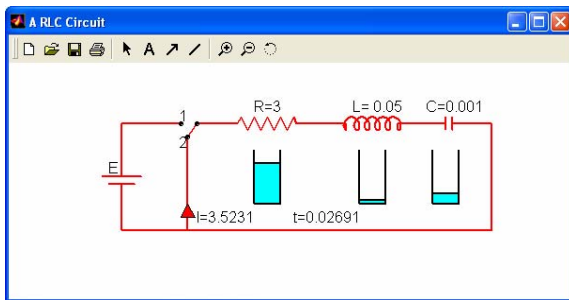 A RLC Circuit
A
1 R=3 L= 0.05 C=0.001
2
E
I=3.5231 t=0.02691